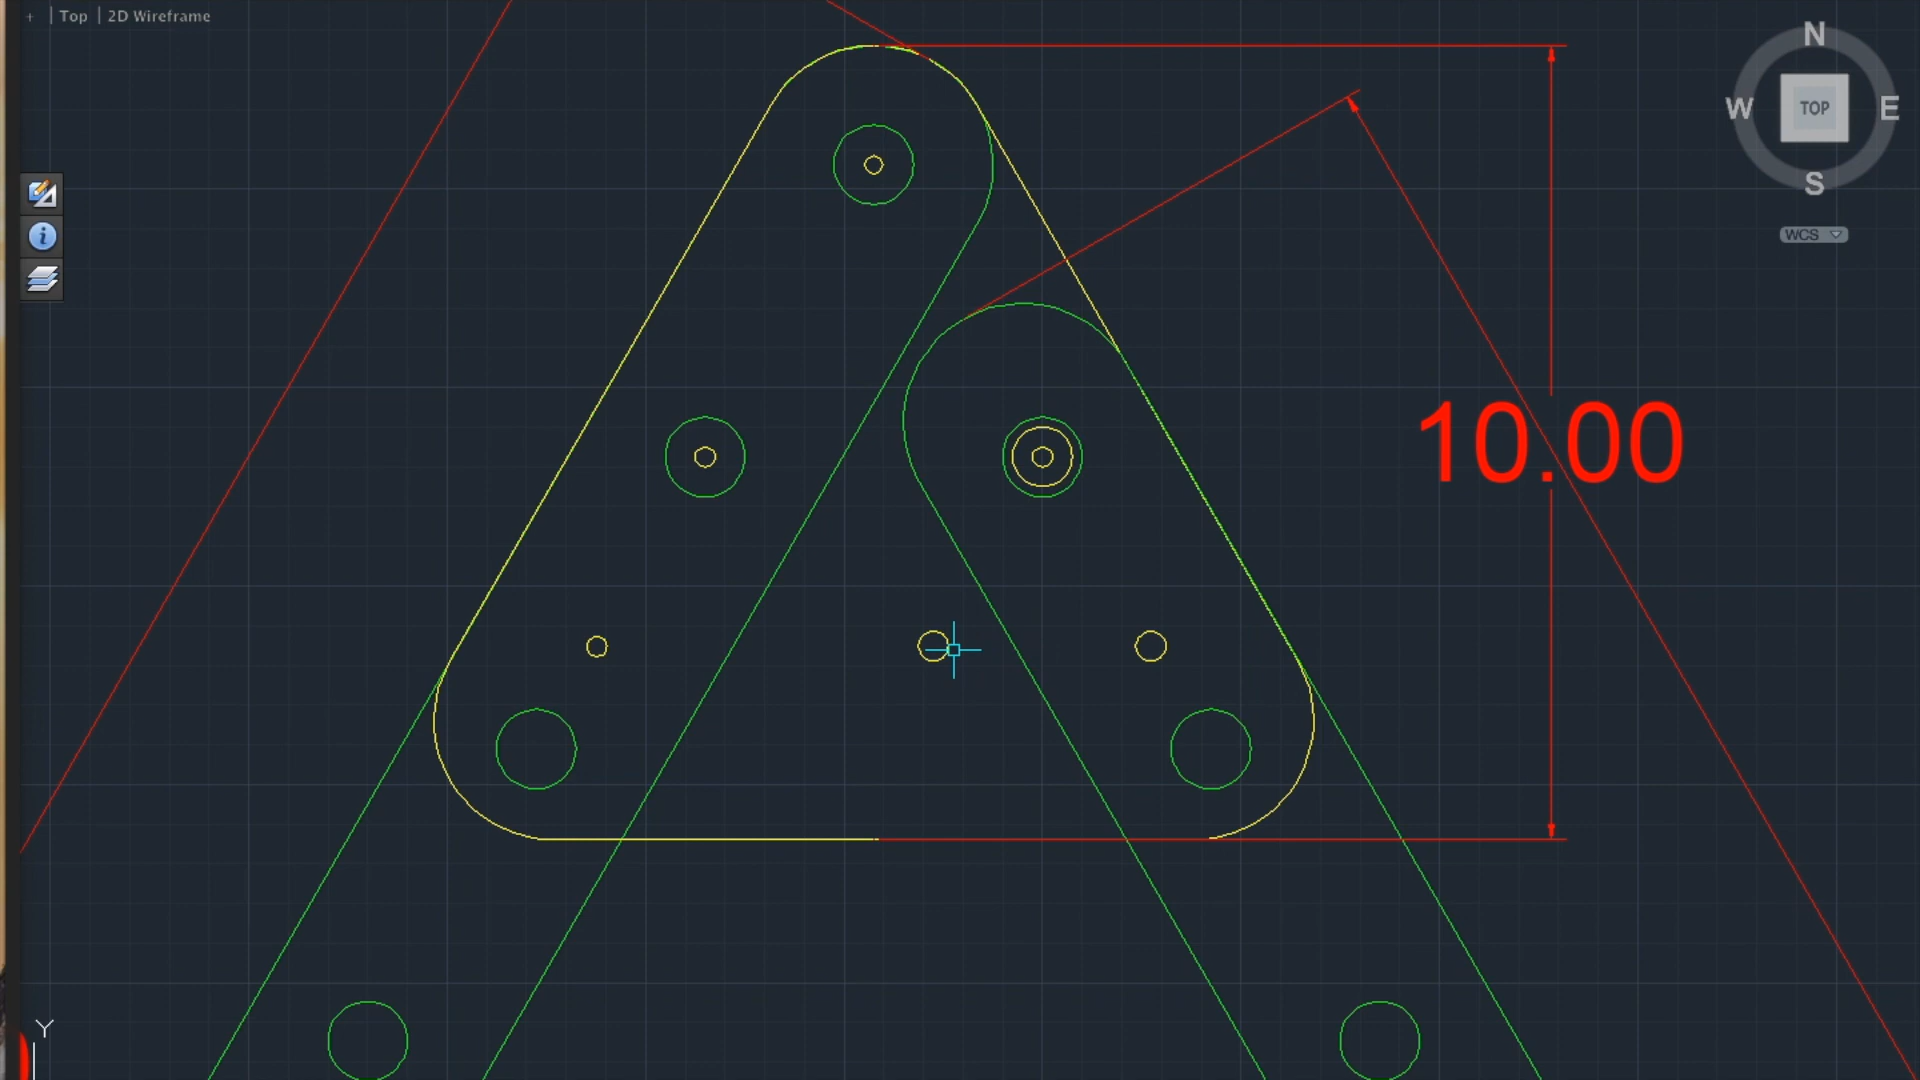 + | Top | 2D Wireframe
N
W TOP E
S
WCS
10.00
Y